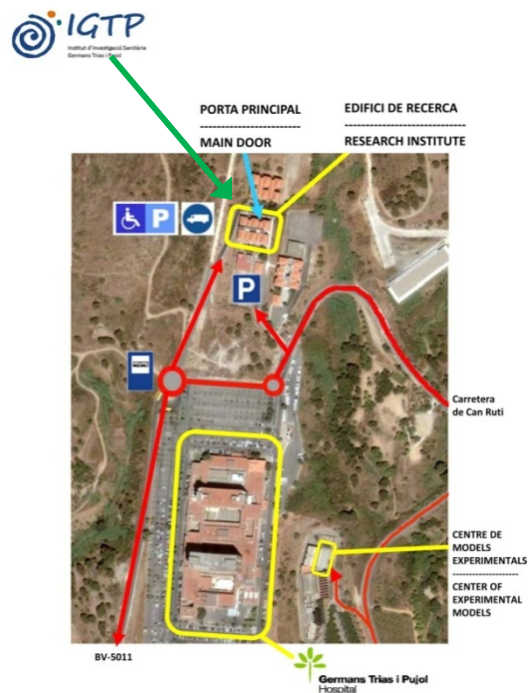 IGTP
Institut d'Investigació Sanitària
Germans Trias i Pujol
PORTA PRINCIPAL
------------------------
MAIN DOOR
EDIFICI DE RECERCA
-----------------------------
RESEARCH INSTITUTE
P
P
Carretera
de Can Ruti
CENTRE DE
MODELS
EXPERIMENTALS
--------------------
CENTER OF
EXPERIMENTAL
MODELS
BV-5011
Germans Trias i Pujol
Hospital